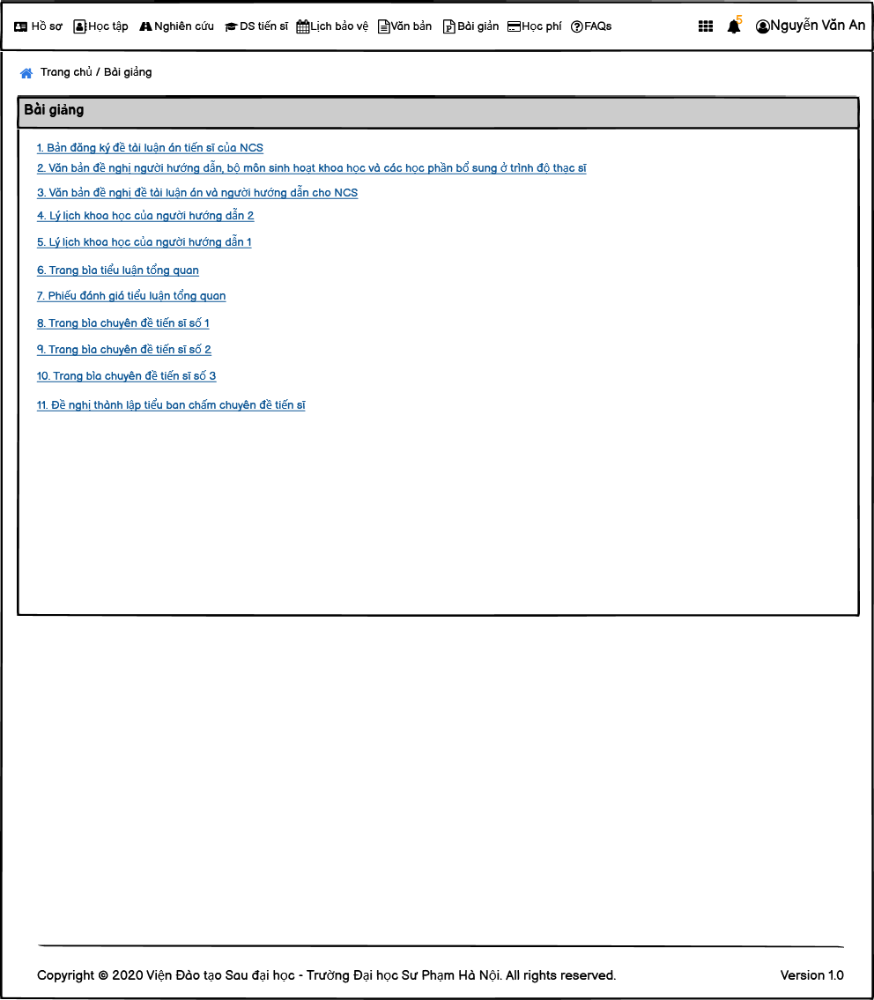 Hồ sơ Học tập Nghiên cứu DS tiến sĩ Lịch bảo vệ Văn bản Bài giản Học phí FAQs 5 Nguyễn Văn An
Trang chủ / Bài giảng
Bài giảng
1. Bản đăng ký đề tài luận án tiến sĩ của NCS
2. Văn bản đề nghị người hướng dẫn, bộ môn sinh hoạt khoa học và các học phần bổ sung ở trình độ thạc sĩ
3. Văn bản đề nghị đề tài luận án và người hướng dẫn cho NCS
4. Lý lịch khoa học của người hướng dẫn 2
5. Lý lịch khoa học của người hướng dẫn 1
6. Trang bìa tiểu luận tổng quan
7. Phiếu đánh giá tiểu luận tổng quan
8. Trang bìa chuyên đề tiến sĩ số 1
9. Trang bìa chuyên đề tiến sĩ số 2
10. Trang bìa chuyên đề tiến sĩ số 3
11. Đề nghị thành lập tiểu ban chấm chuyên đề tiến sĩ
Copyright © 2020 Viện Đào tạo Sau đại học - Trường Đại học Sư Phạm Hà Nội. All rights reserved. Version 1.0